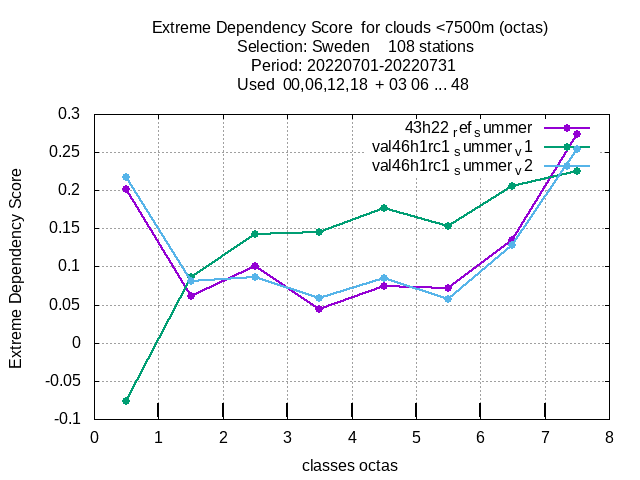 Extreme Dependency Score  for clouds <7500m (octas)
Selection: Sweden    108 stations
Period: 20220701-20220731
Used  00,06,12,18  + 03 06 ... 48
43h22 ref summer
val46h1rc1 summer v1
val46h1rc1 summer v2
Extreme Dependency Score
0.3
0.25
0.2
0.15
0.1
0.05
0
-0.05
-0.1
0 1 2 3 4 5 6 7 8
classes octas